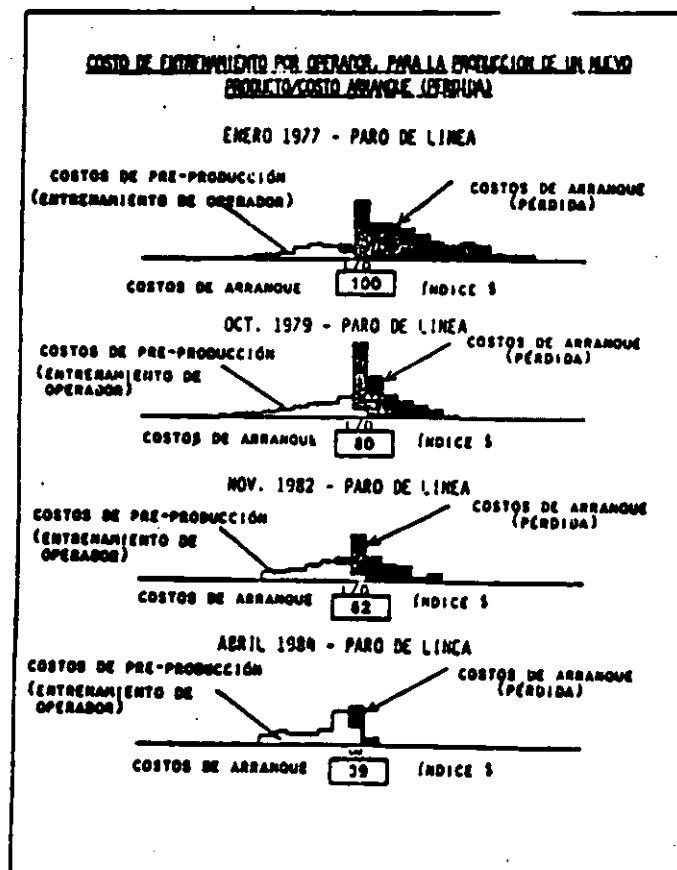 COSTO DE ENTRENAMIENTO POR OPERADOR, PARA LA PRODUCCION DE UN NUEVO
PRODUCTO/COSTO ARRANQUE (PERDIDA)
ENERO 1977 - PARO DE LINEA
COSTOS DE PRE-PRODUCCIÓN
(ENTRENAMIENTO DE OPERADOR)
COSTOS DE ARRANQUE
(PÉRDIDA)
COSTOS DE ARRANQUE 100 ÍNDICE $
OCT. 1979 - PARO DE LINEA
COSTOS DE PRE-PRODUCCIÓN
(ENTRENAMIENTO DE
OPERADOR)
COSTOS DE ARRANQUE
(PÉRDIDA)
COSTOS DE ARRANQUE 80 ÍNDICE $
NOV. 1982 - PARO DE LINEA
COSTOS DE PRE-PRODUCCIÓN
(ENTRENAMIENTO DE
OPERADOR)
COSTOS DE ARRANQUE
(PÉRDIDA)
COSTOS DE ARRANQUE 62 ÍNDICE $
ABRIL 1984 - PARO DE LINEA
COSTOS DE PRE-PRODUCCIÓN
(ENTRENAMIENTO DE
OPERADOR)
COSTOS DE ARRANQUE
(PÉRDIDA)
COSTOS DE ARRANQUE 39 ÍNDICE $